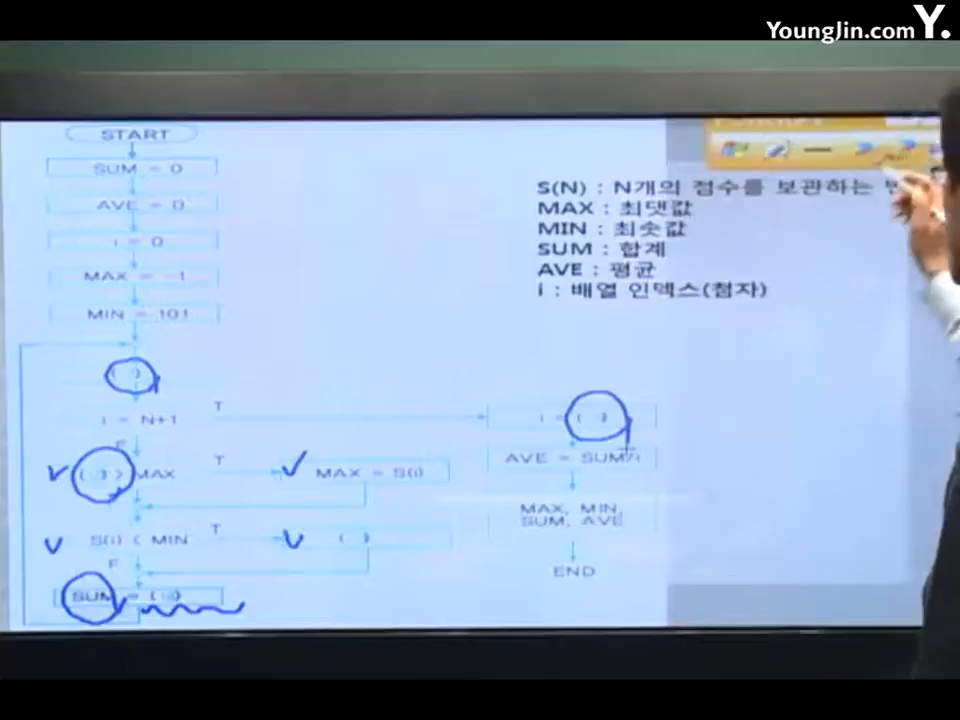 YoungJin.com Y.
START
SUM = 0
AVE = 0
i = 0
MAX = -1
MIN = 101
( )
i = N+1
T
F
( ) > MAX
T
MAX = S(i)
S(i) < MIN
T
( )
F
SUM = ( )
S(N) : N개의 점수를 보관하는
MAX : 최댓값
MIN : 최솟값
SUM : 합계
AVE : 평균
i : 배열 인덱스(첨자)
i = ( )
AVE = SUM/i
MAX, MIN,
SUM, AVE
END